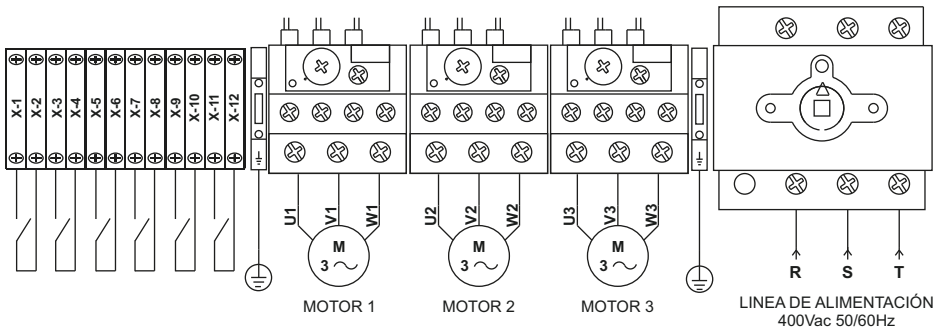 X-1
X-2
X-3
X-4
X-5
X-6
X-7
X-8
X-9
X-10
X-11
X-12
U1
V1
W1
U2
V2
W2
U3
V3
W3
M
3
M
3
M
3
R
S
T
MOTOR 1
MOTOR 2
MOTOR 3
LINEA DE ALIMENTACIÓN
400Vac 50/60Hz